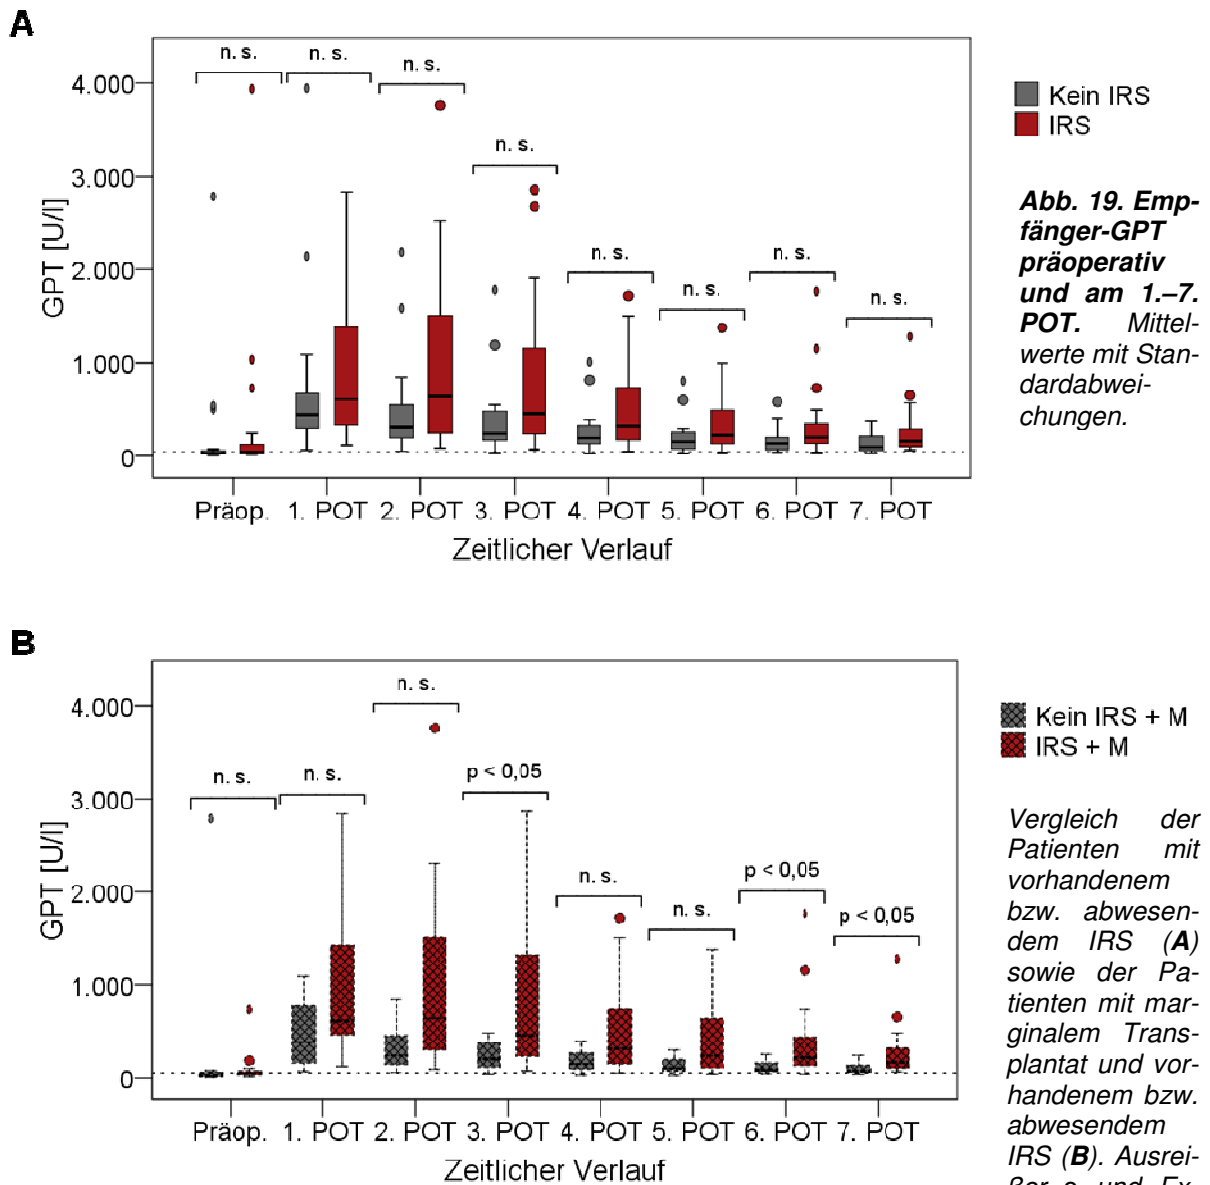 A
n. s.
n. s.
n. s.
n. s.
n. s.
n. s.
n. s.
n. s.
4.000
3.000
2.000
1.000
0
GPT [U/l]
Präop. 1. POT 2. POT 3. POT 4. POT 5. POT 6. POT 7. POT
Zeitlicher Verlauf
Kein IRS
IRS
Abb. 19. Emp-
fänger-GPT
präoperativ
und am 1.–7.
POT. Mittel-
werte mit Stan-
dardabwei-
chungen.
B
n. s.
n. s.
n. s.
p < 0,05
n. s.
n. s.
p < 0,05
p < 0,05
4.000
3.000
2.000
1.000
0
GPT [U/l]
Präop. 1. POT 2. POT 3. POT 4. POT 5. POT 6. POT 7. POT
Zeitlicher Verlauf
Kein IRS + M
IRS + M
Vergleich der
Patienten mit
vorhandenem
bzw. abwesen-
dem IRS (A)
sowie der Pa-
tienten mit mar-
ginalem Trans-
plantat und vor-
handenem bzw.
abwesendem
IRS (B). Ausrei-